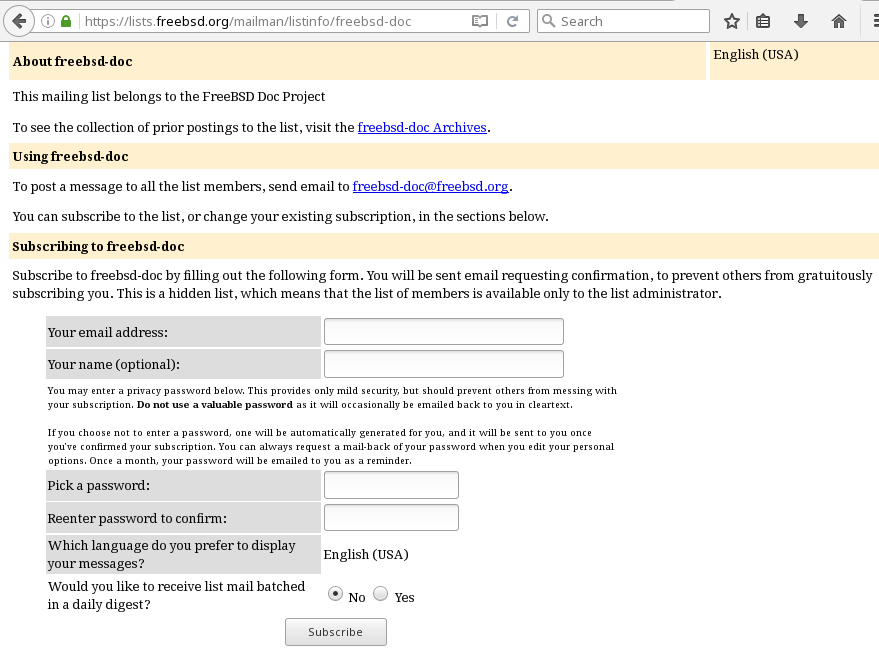 https://lists.freebsd.org/mailman/listinfo/freebsd-doc
Search
About freebsd-doc
English (USA)
This mailing list belongs to the FreeBSD Doc Project
To see the collection of prior postings to the list, visit the freebsd-doc Archives.
Using freebsd-doc
To post a message to all the list members, send email to freebsd-doc@freebsd.org.
You can subscribe to the list, or change your existing subscription, in the sections below.
Subscribing to freebsd-doc
Subscribe to freebsd-doc by filling out the following form. You will be sent email requesting confirmation, to prevent others from gratuitously
subscribing you. This is a hidden list, which means that the list of members is available only to the list administrator.
Your email address:
Your name (optional):
You may enter a privacy password below. This provides only mild security, but should prevent others from messing with
your subscription. Do not use a valuable password as it will occasionally be emailed back to you in cleartext.
If you choose not to enter a password, one will be automatically generated for you, and it will be sent to you once
you've confirmed your subscription. You can always request a mail-back of your password when you edit your personal
options. Once a month, your password will be emailed to you as a reminder.
Pick a password:
Reenter password to confirm:
Which language do you prefer to display
your messages?
English (USA)
Would you like to receive list mail batched
in a daily digest?
No Yes
Subscribe